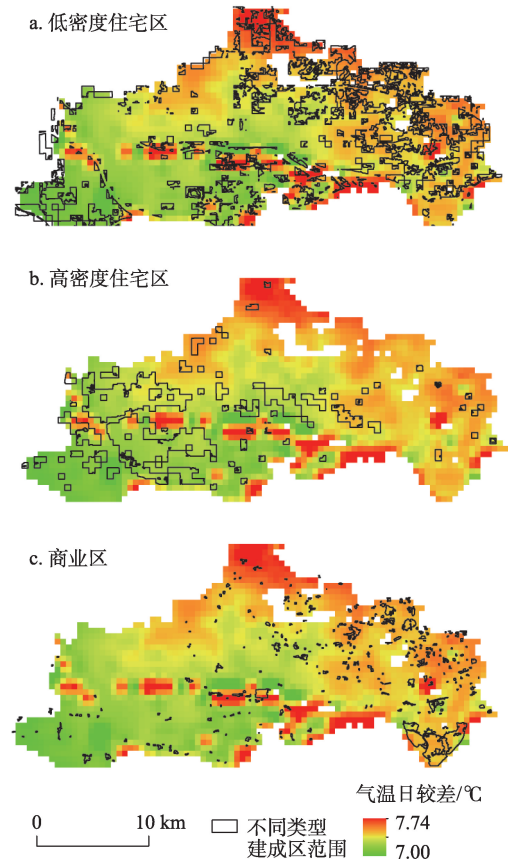 a. 低密度住宅区
b. 高密度住宅区
c. 商业区
气温日较差/℃
0 10 km
不同类型
建成区范围
7.74
7.00